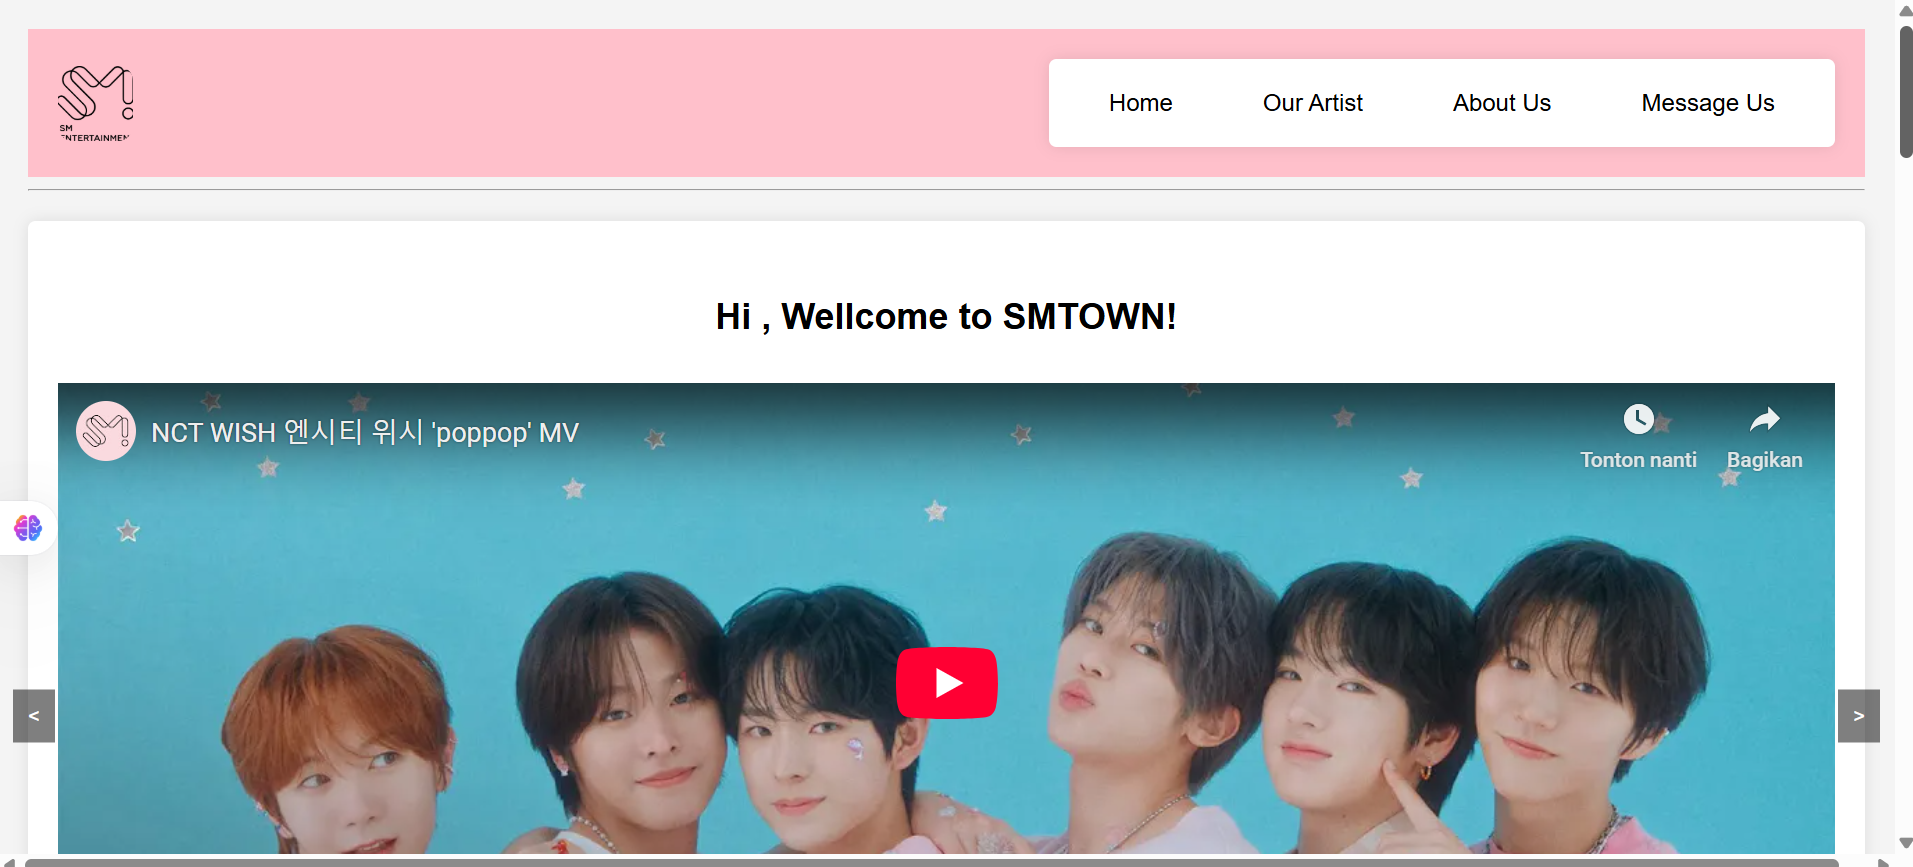 SM
ENTERTAINMEN
Home
Our Artist
About Us
Message Us
Hi , Wellcome to SMTOWN!
NCT WISH 엔시티 위시 'poppop' MV
Tonton nanti
Bagikan
<
>